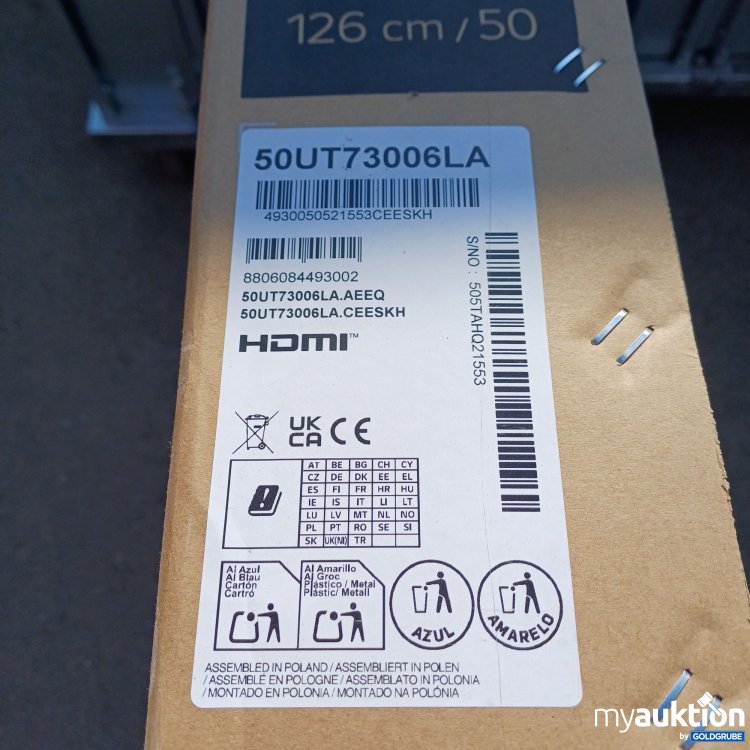 126 cm / 50
50UT73006LA
4930050521553CEESKH
8806084493002
50UT73006LA.AEEQ
50UT73006LA.CEESKH
HDMI™
S/NO : 505TAHQ21553
UK
CA CE
AT BE BG CH CY
CZ DE DK EE EL
ES FI FR HR HU
IE IS IT LI LT
LU LV MT NL NO
PL PT RO SE SI
SK UK(NI) TR
Al Azul
Al Blau
Cartón
Cartró
Al Amarillo
Al Groc
Plástico / Metal
Plàstic/ Metall
AZUL
AMARELO
ASSEMBLED IN POLAND / ASSEMBLIERT IN POLEN
/ ASSEMBLÉ EN POLOGNE / ASSEMBLATO IN POLONIA
/ MONTADO EN POLONIA / MONTADO NA POLÓNIA
myauktion
by GOLDGRUBE